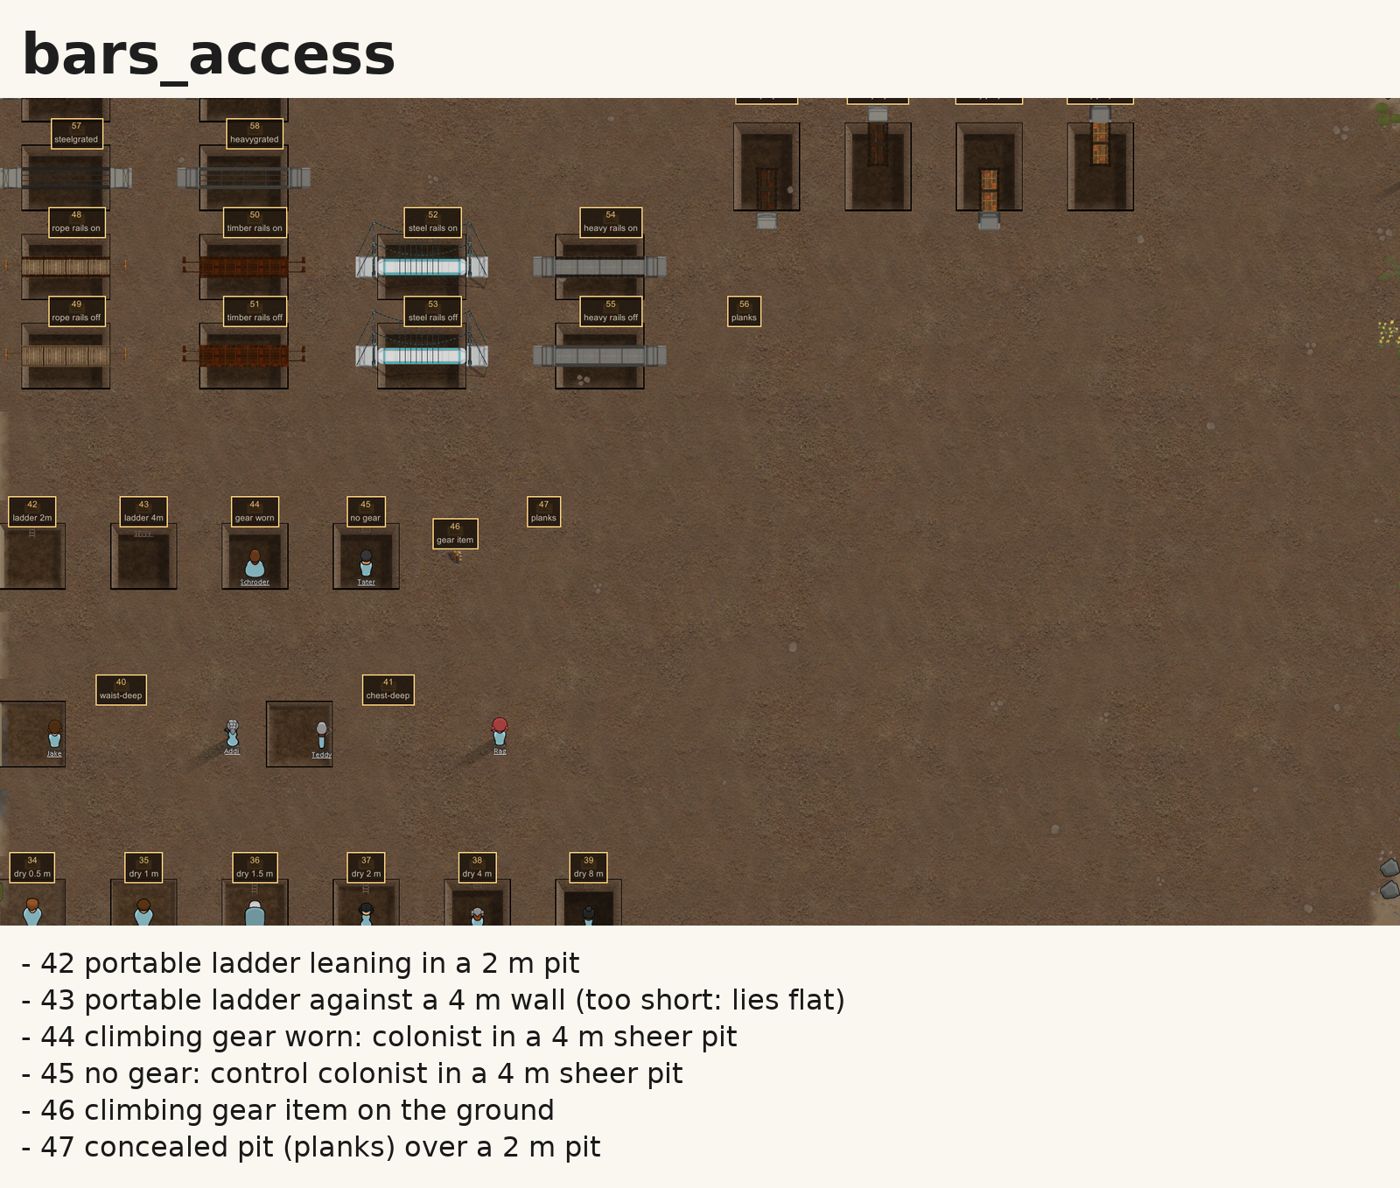 bars_access
57
steelgrated
58
heavygrated
48
rope rails on
50
timber rails on
52
steel rails on
54
heavy rails on
49
rope rails off
51
timber rails off
53
steel rails off
55
heavy rails off
56
planks
42
ladder 2m
43
ladder 4m
44
gear worn
45
no gear
46
gear item
47
planks
Schroder
Tater
40
waist-deep
41
chest-deep
Jake
Addi
Teddy
Raz
34
dry 0.5 m
35
dry 1 m
36
dry 1.5 m
37
dry 2 m
38
dry 4 m
39
dry 8 m
- 42 portable ladder leaning in a 2 m pit
- 43 portable ladder against a 4 m wall (too short: lies flat)
- 44 climbing gear worn: colonist in a 4 m sheer pit
- 45 no gear: control colonist in a 4 m sheer pit
- 46 climbing gear item on the ground
- 47 concealed pit (planks) over a 2 m pit